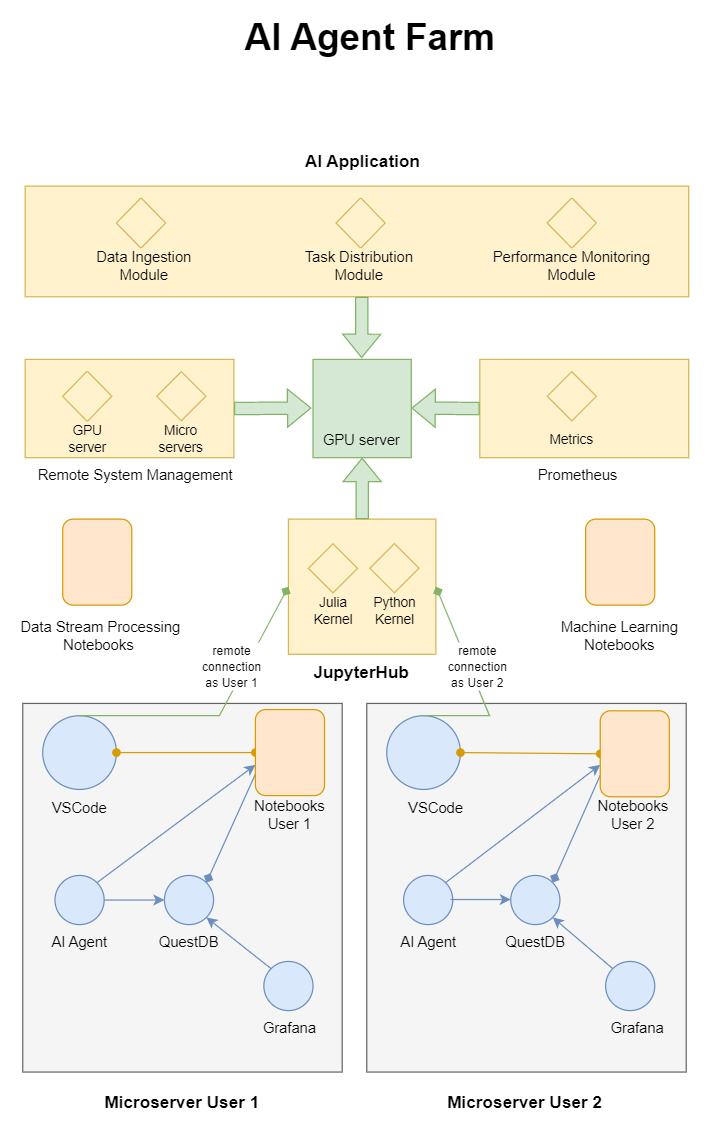 AI Agent Farm
AI Application
Data Ingestion
Module
Task Distribution
Module
Performance Monitoring
Module
GPU
server
Micro
servers
Remote System Management
GPU server
Metrics
Prometheus
Data Stream Processing
Notebooks
Julia
Kernel
Python
Kernel
JupyterHub
Machine Learning
Notebooks
remote
connection
as User 1
remote
connection
as User 2
VSCode
Notebooks
User 1
AI Agent
QuestDB
Grafana
Microserver User 1
VSCode
Notebooks
User 2
AI Agent
QuestDB
Grafana
Microserver User 2